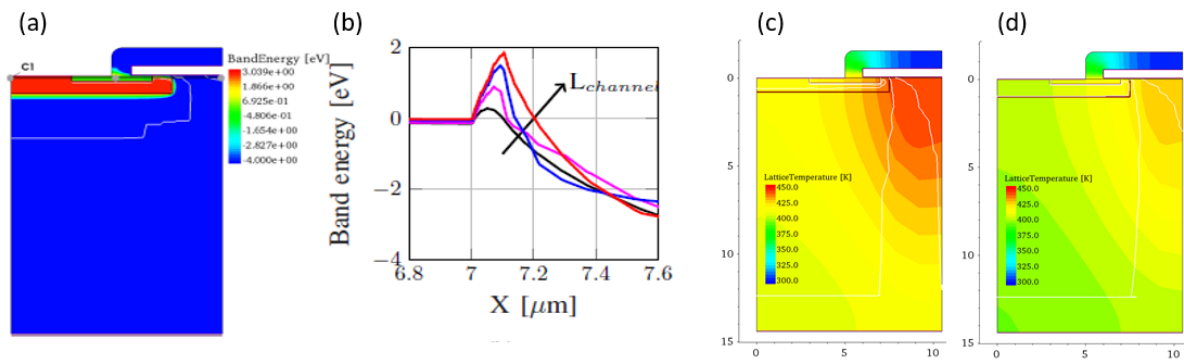 (a)
C1
BandEnergy [eV]
3.039e+00
1.866e+00
6.925e-01
-4.806e-01
-1.654e+00
-2.827e+00
-4.000e+00
(b)
Band energy [eV]
2
0
−2
−4
6.8 7 7.2 7.4 7.6
X [μm]
L_channel
(c)
0
5
10
15
LatticeTemperature [K]
450.0
425.0
400.0
375.0
350.0
325.0
300.0
0 5 10
(d)
0
5
10
15
LatticeTemperature [K]
450.0
425.0
400.0
375.0
350.0
325.0
300.0
0 5 10